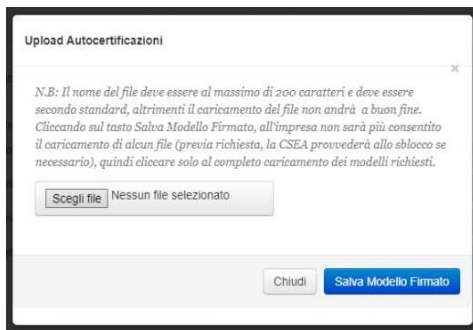 Upload Autocertificazioni
×
N.B: Il nome del file deve essere al massimo di 200 caratteri e deve essere
secondo standard, altrimenti il caricamento del file non andrà a buon fine.
Cliccando sul tasto Salva Modello Firmato, all'impresa non sarà più consentito
il caricamento di alcun file (previa richiesta, la CSEA provvederà allo sblocco se
necessario), quindi cliccare solo al completo caricamento dei modelli richiesti.
Scegli file Nessun file selezionato
Chiudi Salva Modello Firmato